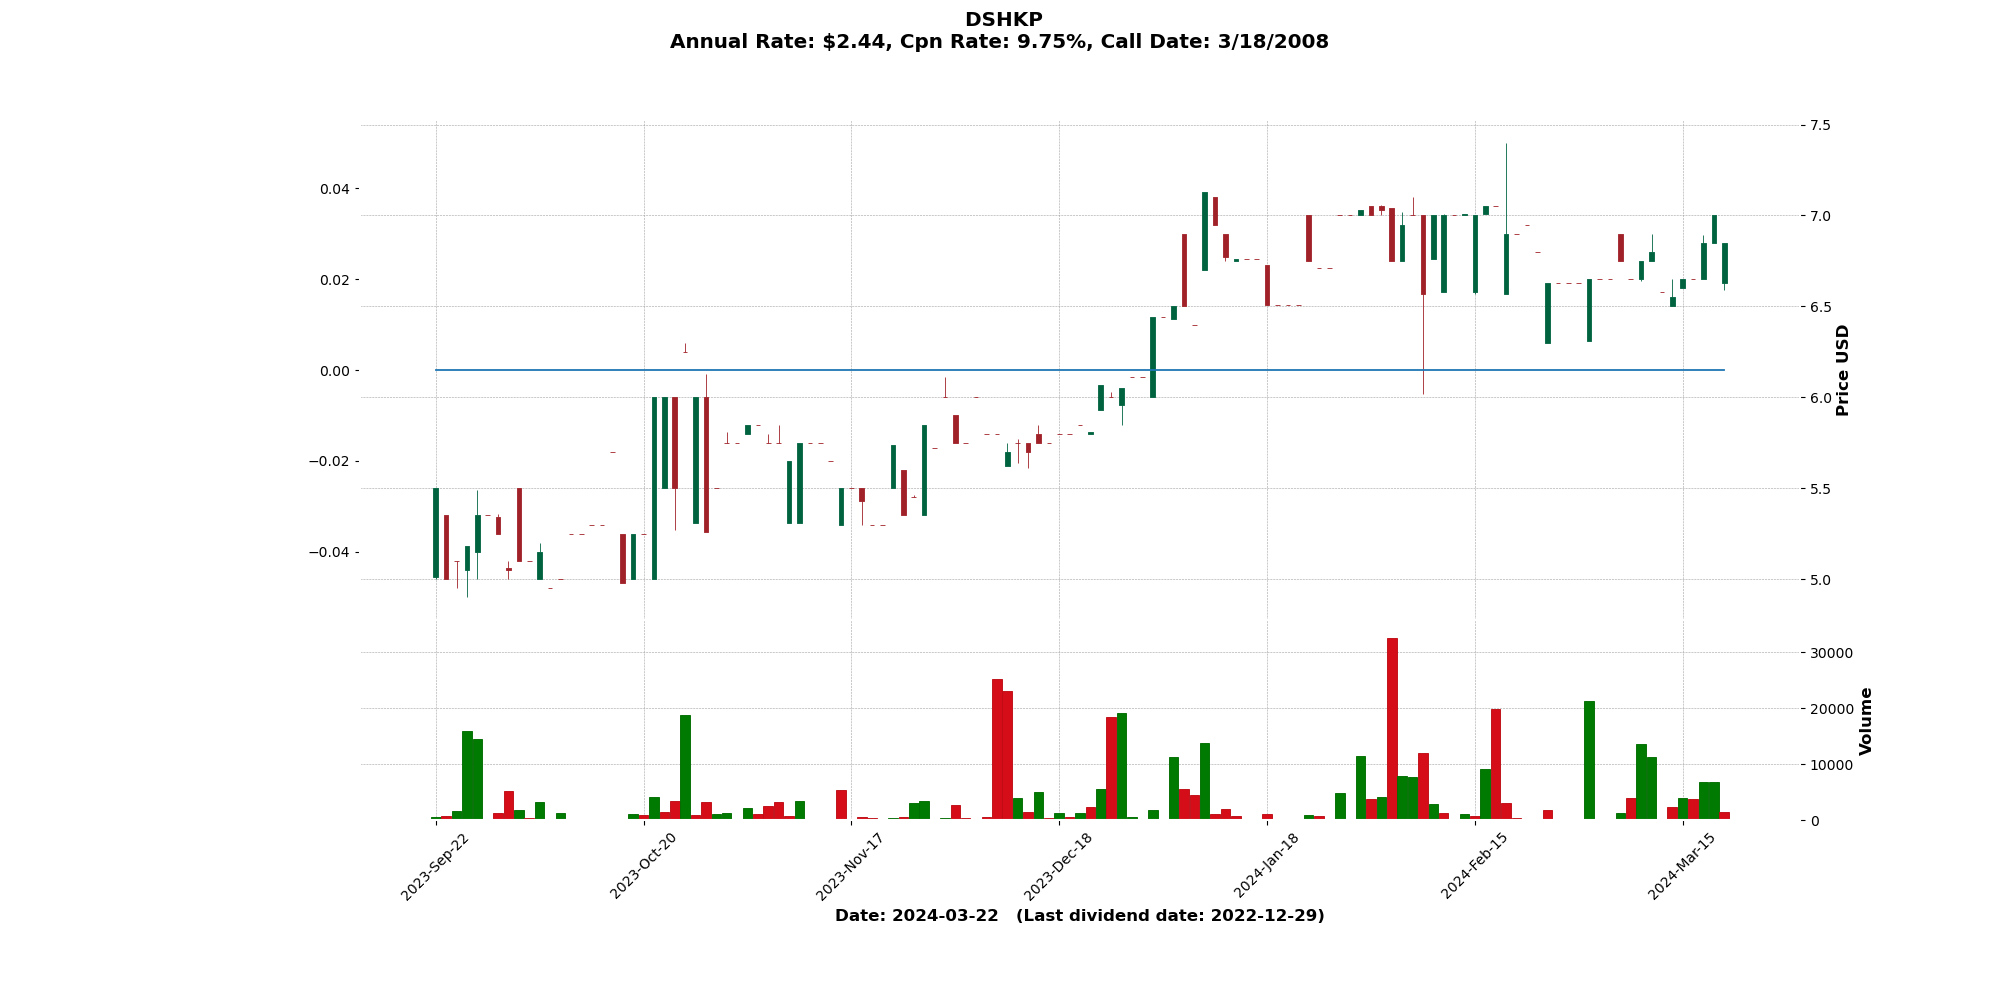 DSHKP
Annual Rate: $2.44, Cpn Rate: 9.75%, Call Date: 3/18/2008
0.04
0.02
0.00
−0.02
−0.04
7.5
7.0
6.5
6.0
5.5
5.0
Price USD
30000
20000
10000
0
Volume
2023-Sep-22
2023-Oct-20
2023-Nov-17
2023-Dec-18
2024-Jan-18
2024-Feb-15
2024-Mar-15
Date: 2024-03-22 (Last dividend date: 2022-12-29)